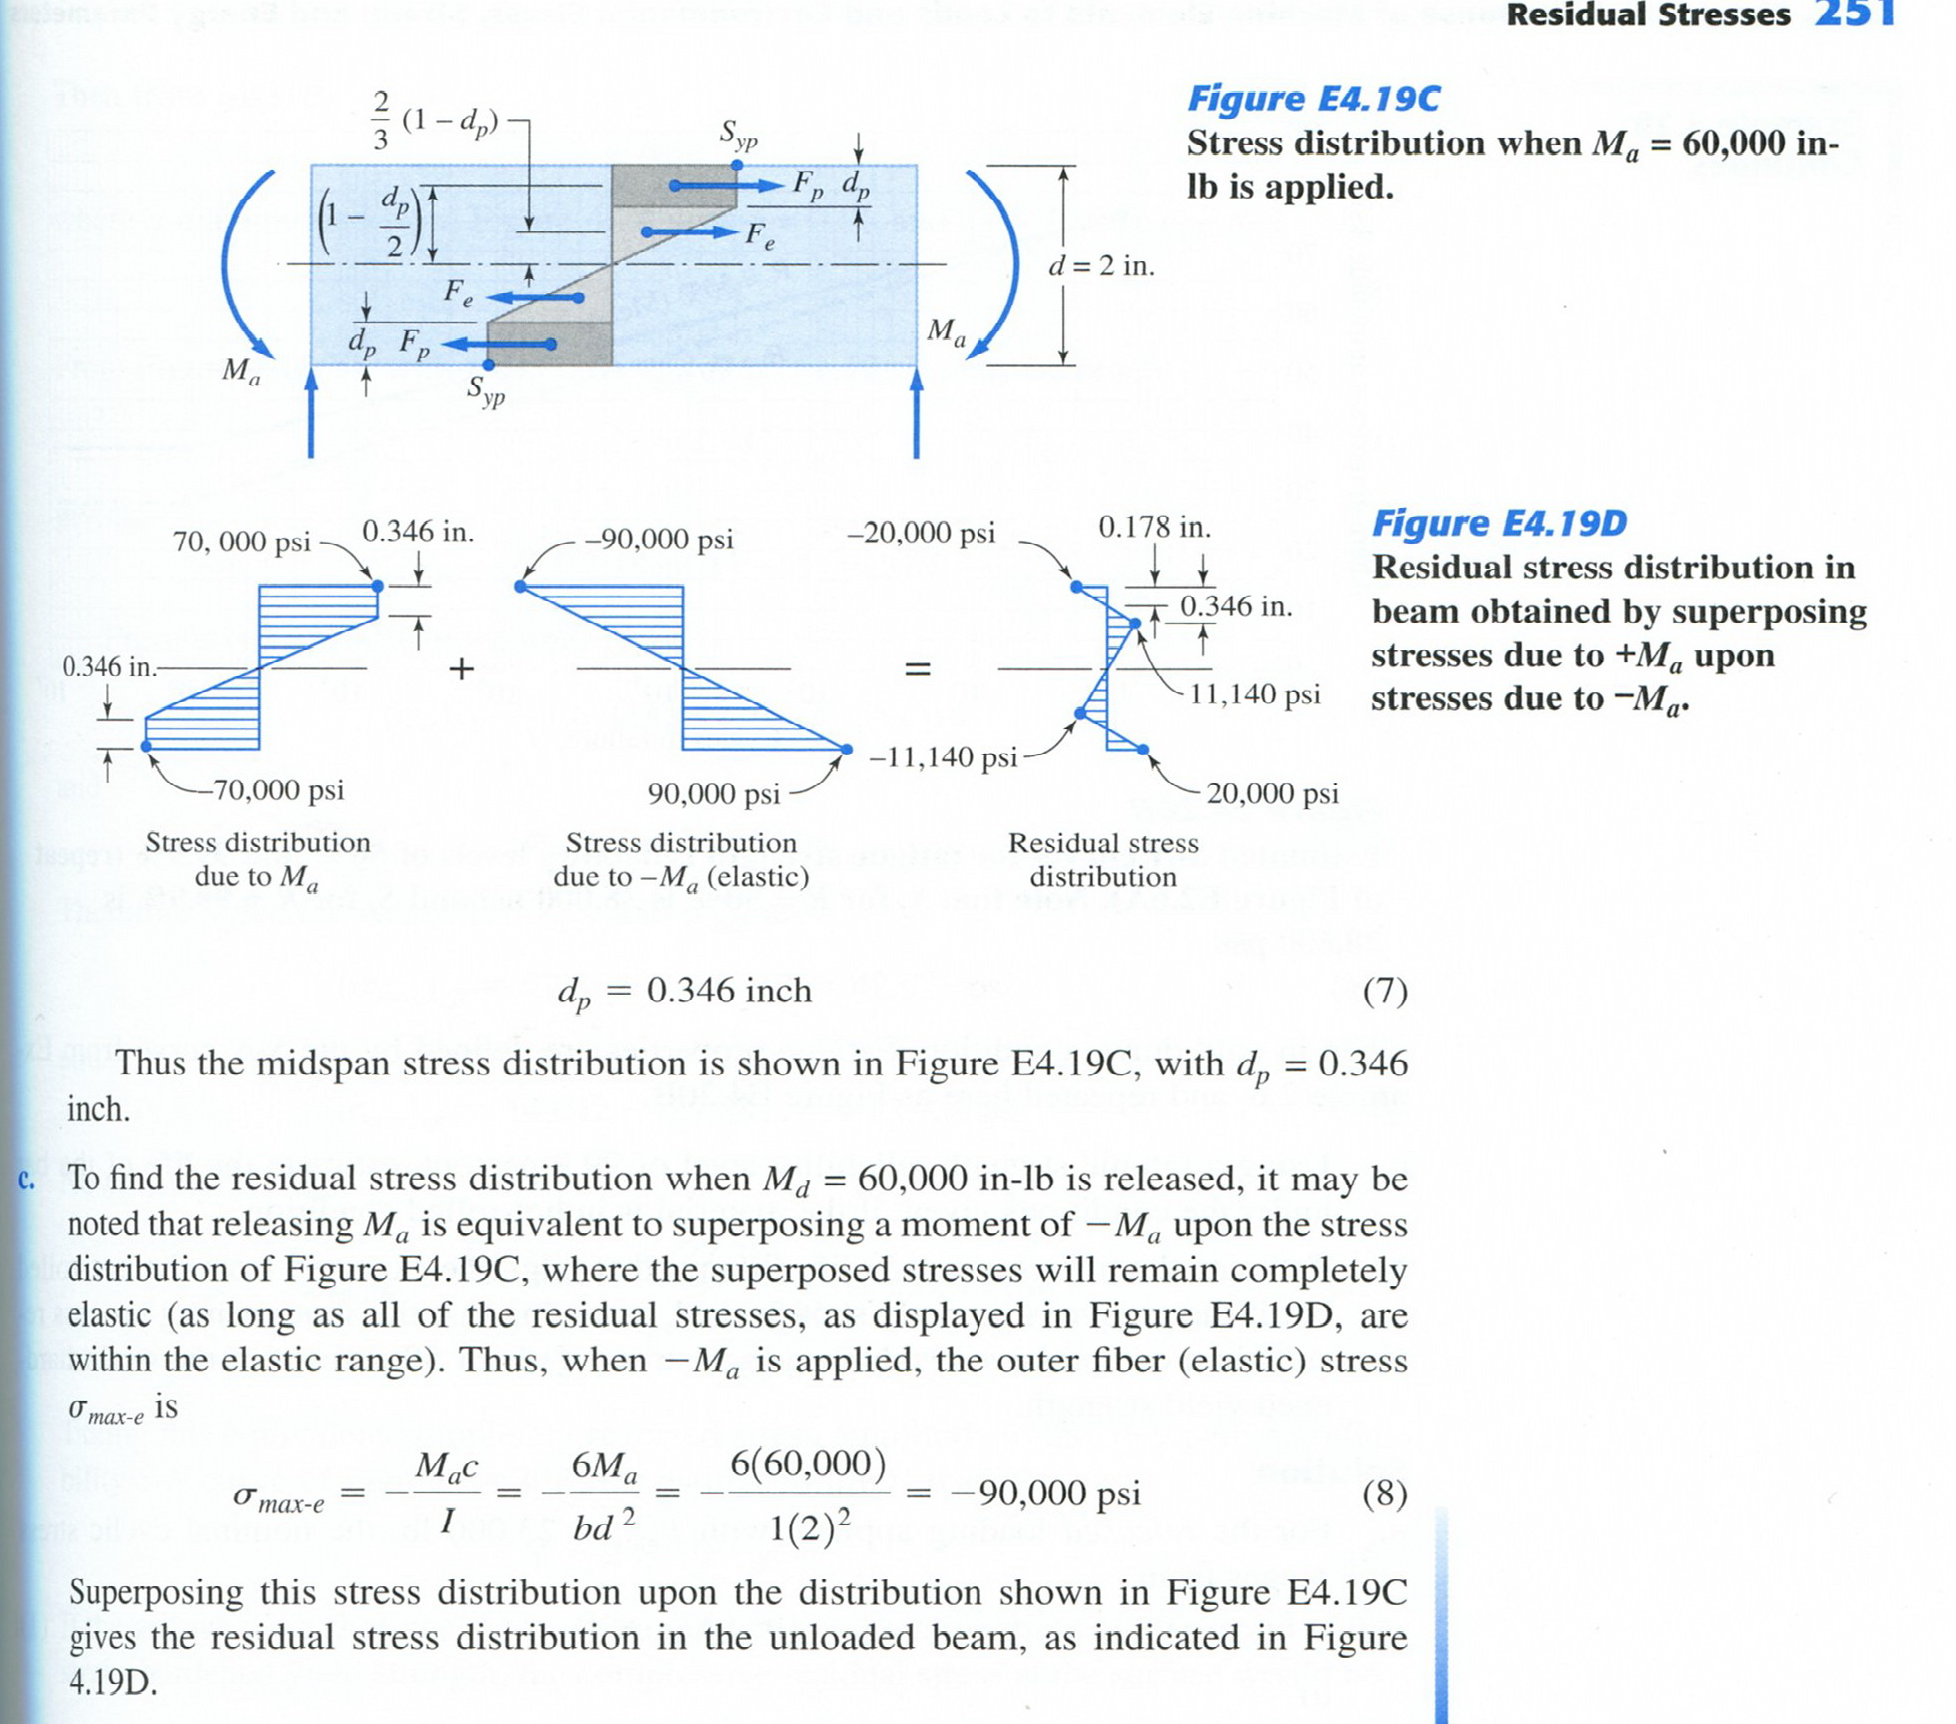 Residual Stresses 251
Figure E4.19C
Stress distribution when Mₐ = 60,000 in-
lb is applied.
2/3 (1 – dₚ)
Sᵧₚ
(1 – dₚ/2)
Fₚ dₚ
Fₑ
d = 2 in.
Fₑ
dₚ Fₚ
Mₐ
Mₐ
Sᵧₚ
Figure E4.19D
Residual stress distribution in
beam obtained by superposing
stresses due to +Mₐ upon
stresses due to −Mₐ.
70, 000 psi
0.346 in.
0.346 in.
–70,000 psi
Stress distribution
due to Mₐ
+
–90,000 psi
90,000 psi
Stress distribution
due to –Mₐ (elastic)
=
–20,000 psi
0.178 in.
0.346 in.
11,140 psi
–11,140 psi
20,000 psi
Residual stress
distribution
dₚ = 0.346 inch (7)
Thus the midspan stress distribution is shown in Figure E4.19C, with dₚ = 0.346
inch.
c. To find the residual stress distribution when M_d = 60,000 in-lb is released, it may be
noted that releasing Mₐ is equivalent to superposing a moment of −Mₐ upon the stress
distribution of Figure E4.19C, where the superposed stresses will remain completely
elastic (as long as all of the residual stresses, as displayed in Figure E4.19D, are
within the elastic range). Thus, when −Mₐ is applied, the outer fiber (elastic) stress
σ_max-e is
σ_max-e = −Mₐc/I = −6Mₐ/bd² = −6(60,000)/1(2)² = −90,000 psi (8)
Superposing this stress distribution upon the distribution shown in Figure E4.19C
gives the residual stress distribution in the unloaded beam, as indicated in Figure
4.19D.